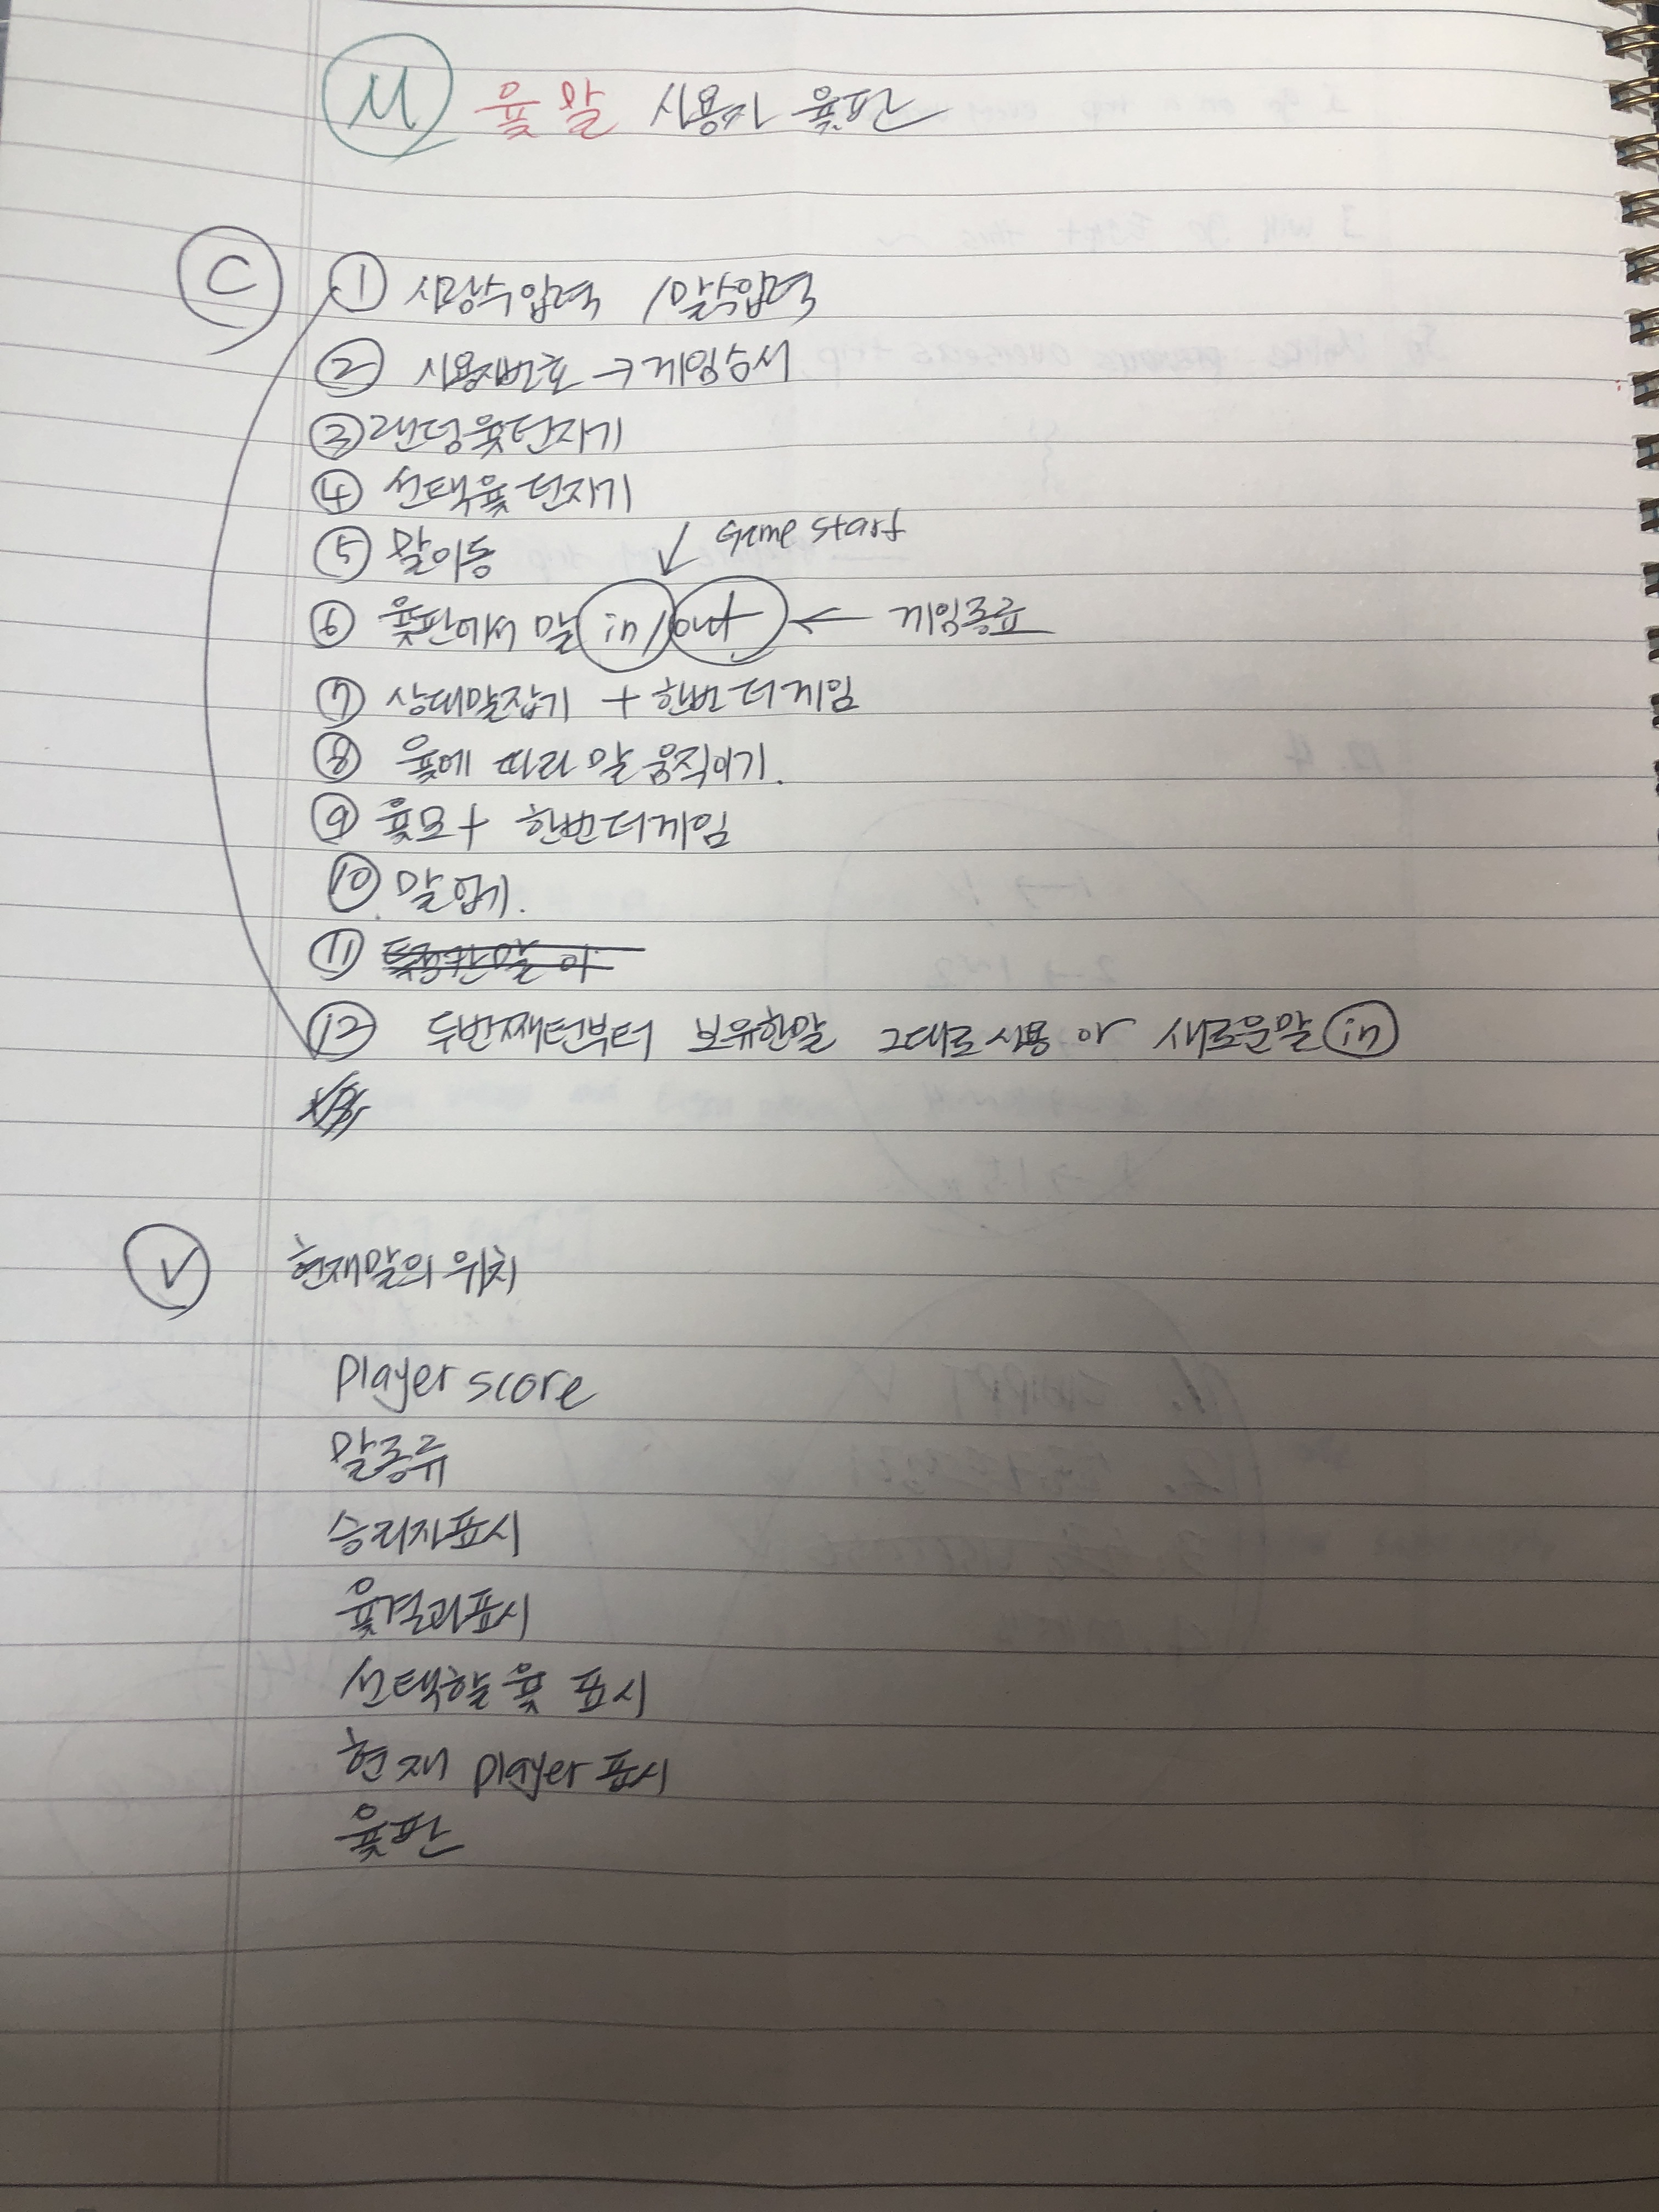 M 윷 말 사용자 윷판
C ① 사람수입력 / 말수입력
② 사용자번호 → 게임순서
③ 랜덤윷던지기
④ 선택윷던지기
⑤ 말이동
Game start
⑥ 윷판에서 말 in/out ← 게임종료
⑦ 상대말잡기 + 한번더게임
⑧ 윷에 따라 말 움직이기.
⑨ 윷모 + 한번더게임
⑩ 말업기.
⑪
⑫ 두번째턴부터 보유한말 그대로사용 or 새로운말 in
V 현재말의 위치
player score
말종류
승리자표시
윷결과표시
선택할 윷 표시
현재 player 표시
윷판